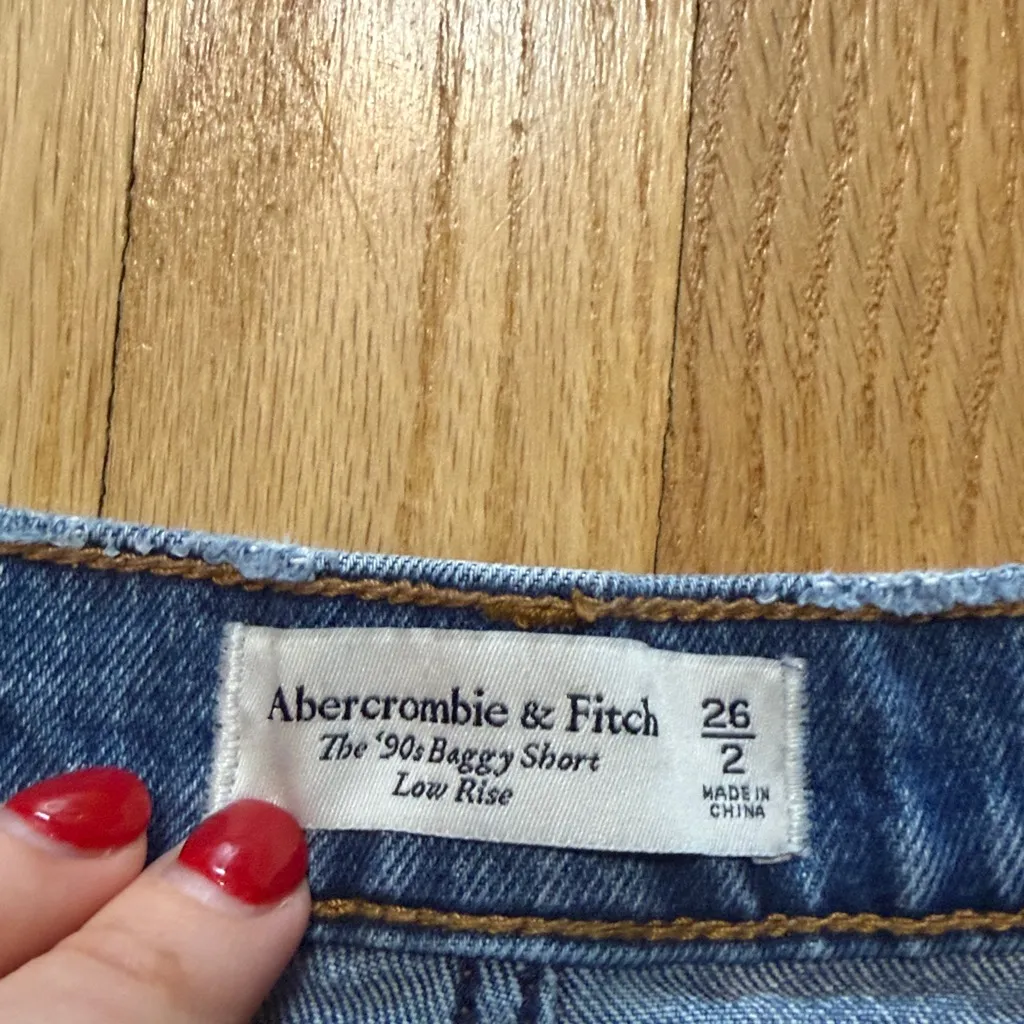 Abercrombie & Fitch
The '90s Baggy Short
Low Rise
26
2
MADE IN
CHINA